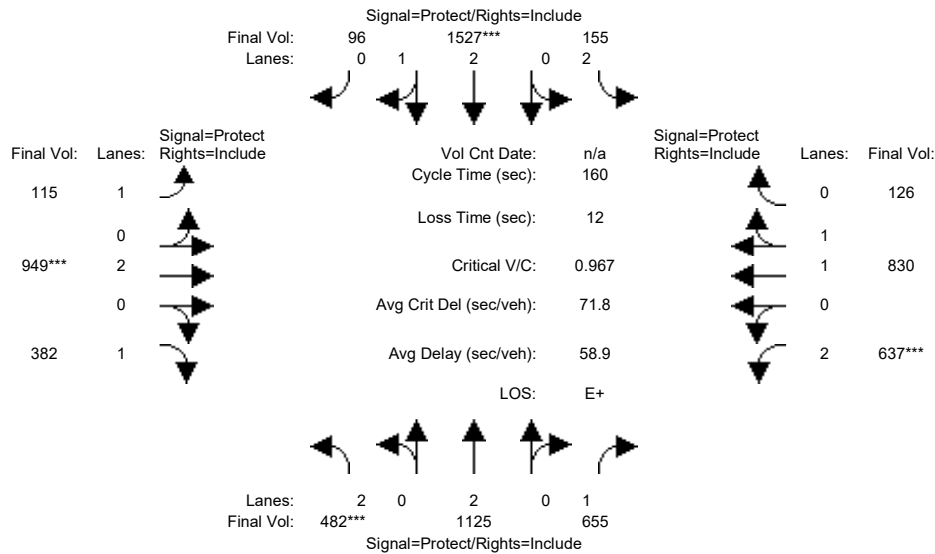 Signal=Protect/Rights=Include
Final Vol: 96 1527*** 155
Lanes: 0 1 2 0 2
Signal=Protect Signal=Protect
Final Vol: Lanes: Rights=Include Vol Cnt Date: n/a Rights=Include Lanes: Final Vol:
Cycle Time (sec): 160
115 1 0 126
Loss Time (sec): 12
0 1
949*** 2 Critical V/C: 0.967 1 830
0 Avg Crit Del (sec/veh): 71.8 0
382 1 Avg Delay (sec/veh): 58.9 2 637***
LOS: E+
Lanes: 2 0 2 0 1
Final Vol: 482*** 1125 655
Signal=Protect/Rights=Include